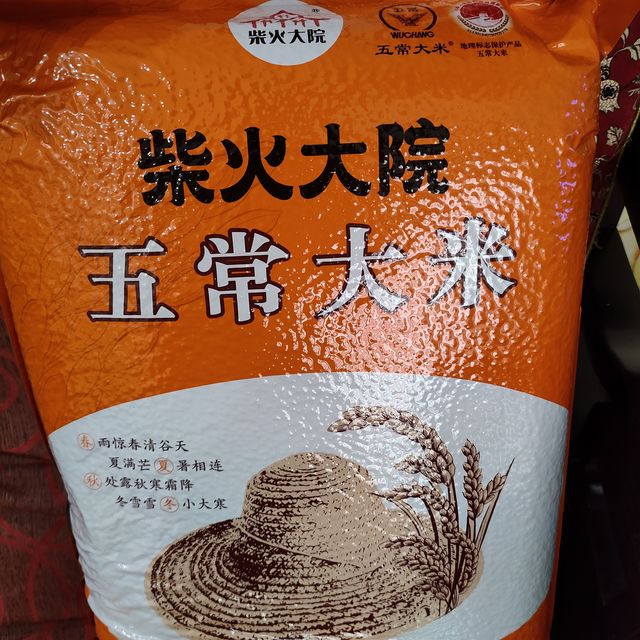 柴火大院®
五常
WUCHANG
五常大米®
地理标志保护产品
五常大米
柴火大院
五常大米
春雨惊春清谷天
夏满芒夏暑相连
秋处露秋寒霜降
冬雪雪冬小大寒